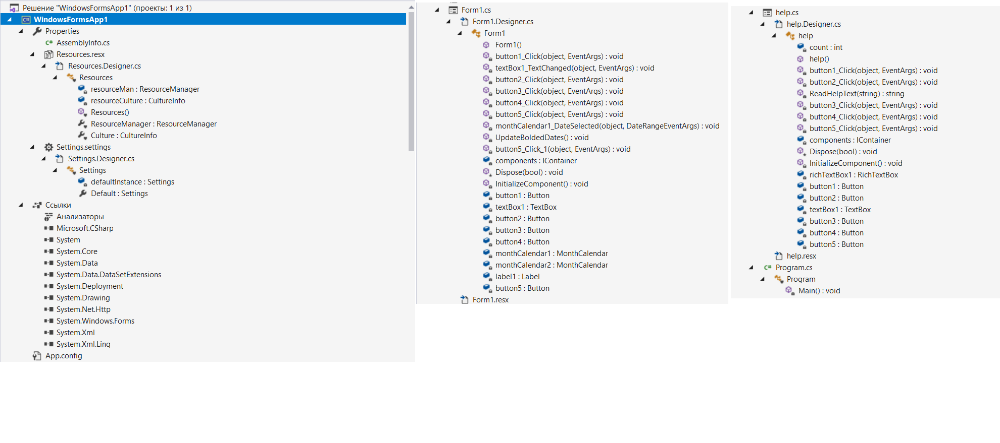 Решение "WindowsFormsApp1" (проекты: 1 из 1)
WindowsFormsApp1
Properties
AssemblyInfo.cs
Resources.resx
Resources.Designer.cs
Resources
resourceMan : ResourceManager
resourceCulture : CultureInfo
Resources()
ResourceManager : ResourceManager
Culture : CultureInfo
Settings.settings
Settings.Designer.cs
Settings
defaultInstance : Settings
Default : Settings
Ссылки
Анализаторы
Microsoft.CSharp
System
System.Core
System.Data
System.Data.DataSetExtensions
System.Deployment
System.Drawing
System.Net.Http
System.Windows.Forms
System.Xml
System.Xml.Linq
App.config
Form1.cs
Form1.Designer.cs
Form1
Form1()
button1_Click(object, EventArgs) : void
textBox1_TextChanged(object, EventArgs) : void
button2_Click(object, EventArgs) : void
button3_Click(object, EventArgs) : void
button4_Click(object, EventArgs) : void
button5_Click(object, EventArgs) : void
monthCalendar1_DateSelected(object, DateRangeEventArgs) : void
UpdateBoldedDates() : void
button5_Click_1(object, EventArgs) : void
components : IContainer
Dispose(bool) : void
InitializeComponent() : void
button1 : Button
textBox1 : TextBox
button2 : Button
button3 : Button
button4 : Button
monthCalendar1 : MonthCalendar
monthCalendar2 : MonthCalendar
label1 : Label
button5 : Button
Form1.resx
help.cs
help.Designer.cs
help
count : int
help()
button1_Click(object, EventArgs) : void
button2_Click(object, EventArgs) : void
ReadHelpText(string) : string
button3_Click(object, EventArgs) : void
button4_Click(object, EventArgs) : void
button5_Click(object, EventArgs) : void
components : IContainer
Dispose(bool) : void
InitializeComponent() : void
richTextBox1 : RichTextBox
button1 : Button
button2 : Button
textBox1 : TextBox
button3 : Button
button4 : Button
button5 : Button
help.resx
C# Program.cs
Program
Main() : void